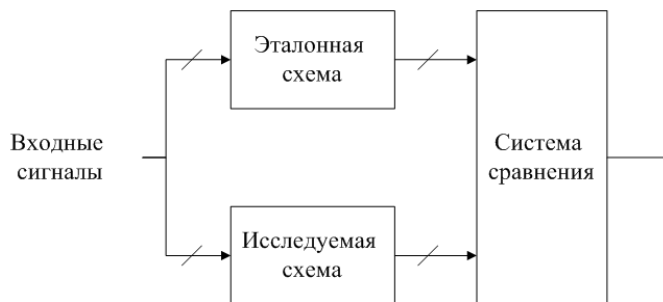 Эталонная
схема
Входные
сигналы
Система
сравнения
Исследуемая
схема